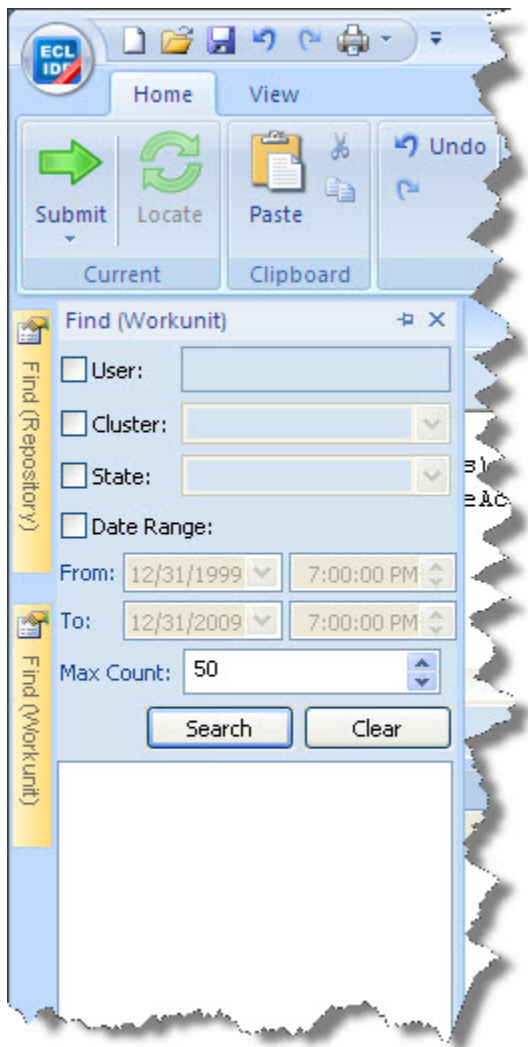 ECL
IDE
Home View
Submit Locate Paste Undo
Current Clipboard
Find (Repository)
Find (Workunit)
Find (Workunit)
User:
Cluster:
State:
Date Range:
From: 12/31/1999 7:00:00 PM
To: 12/31/2009 7:00:00 PM
Max Count: 50
Search Clear